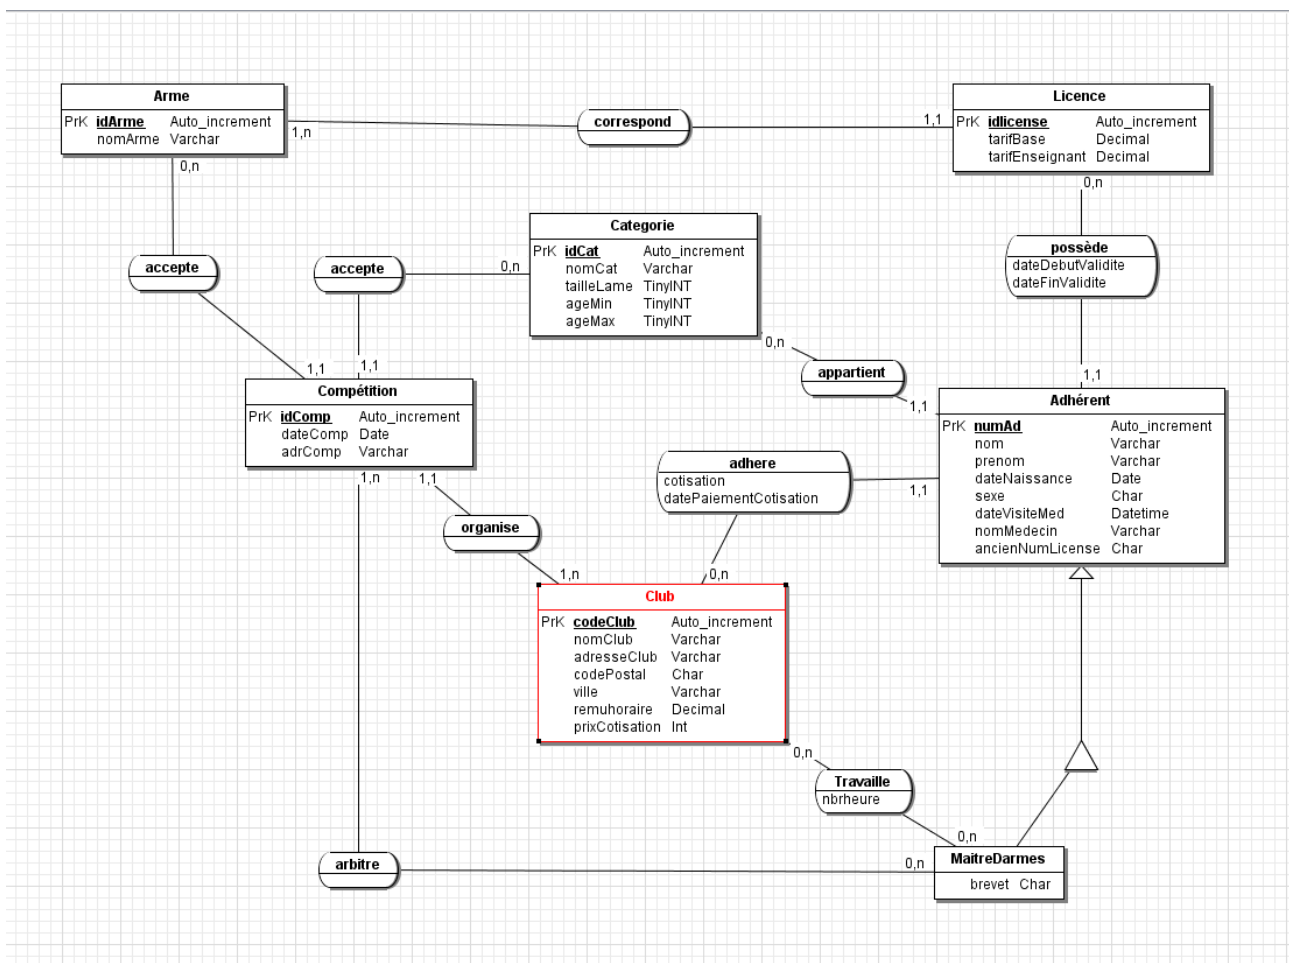 Arme
PrK idArme Auto_increment
nomArme Varchar
1,n
0,n
correspond
1,1
Licence
PrK idlicense Auto_increment
tarifBase Decimal
tarifEnseignant Decimal
0,n
possède
dateDebutValidite
dateFinValidite
1,1
accepte
accepte
0,n
Categorie
PrK idCat Auto_increment
nomCat Varchar
tailleLame TinyINT
ageMin TinyINT
ageMax TinyINT
0,n
appartient
1,1
1,1
1,1
Compétition
PrK idComp Auto_increment
dateComp Date
adrComp Varchar
1,n
1,1
organise
1,n
Adhérent
PrK numAd Auto_increment
nom Varchar
prenom Varchar
dateNaissance Date
sexe Char
dateVisiteMed Datetime
nomMedecin Varchar
ancienNumLicense Char
adhere
cotisation
datePaiementCotisation
1,1
0,n
Club
PrK codeClub Auto_increment
nomClub Varchar
adresseClub Varchar
codePostal Char
ville Varchar
remuhoraire Decimal
prixCotisation Int
0,n
Travaille
nbrheure
0,n
arbitre
0,n
MaitreDarmes
brevet Char